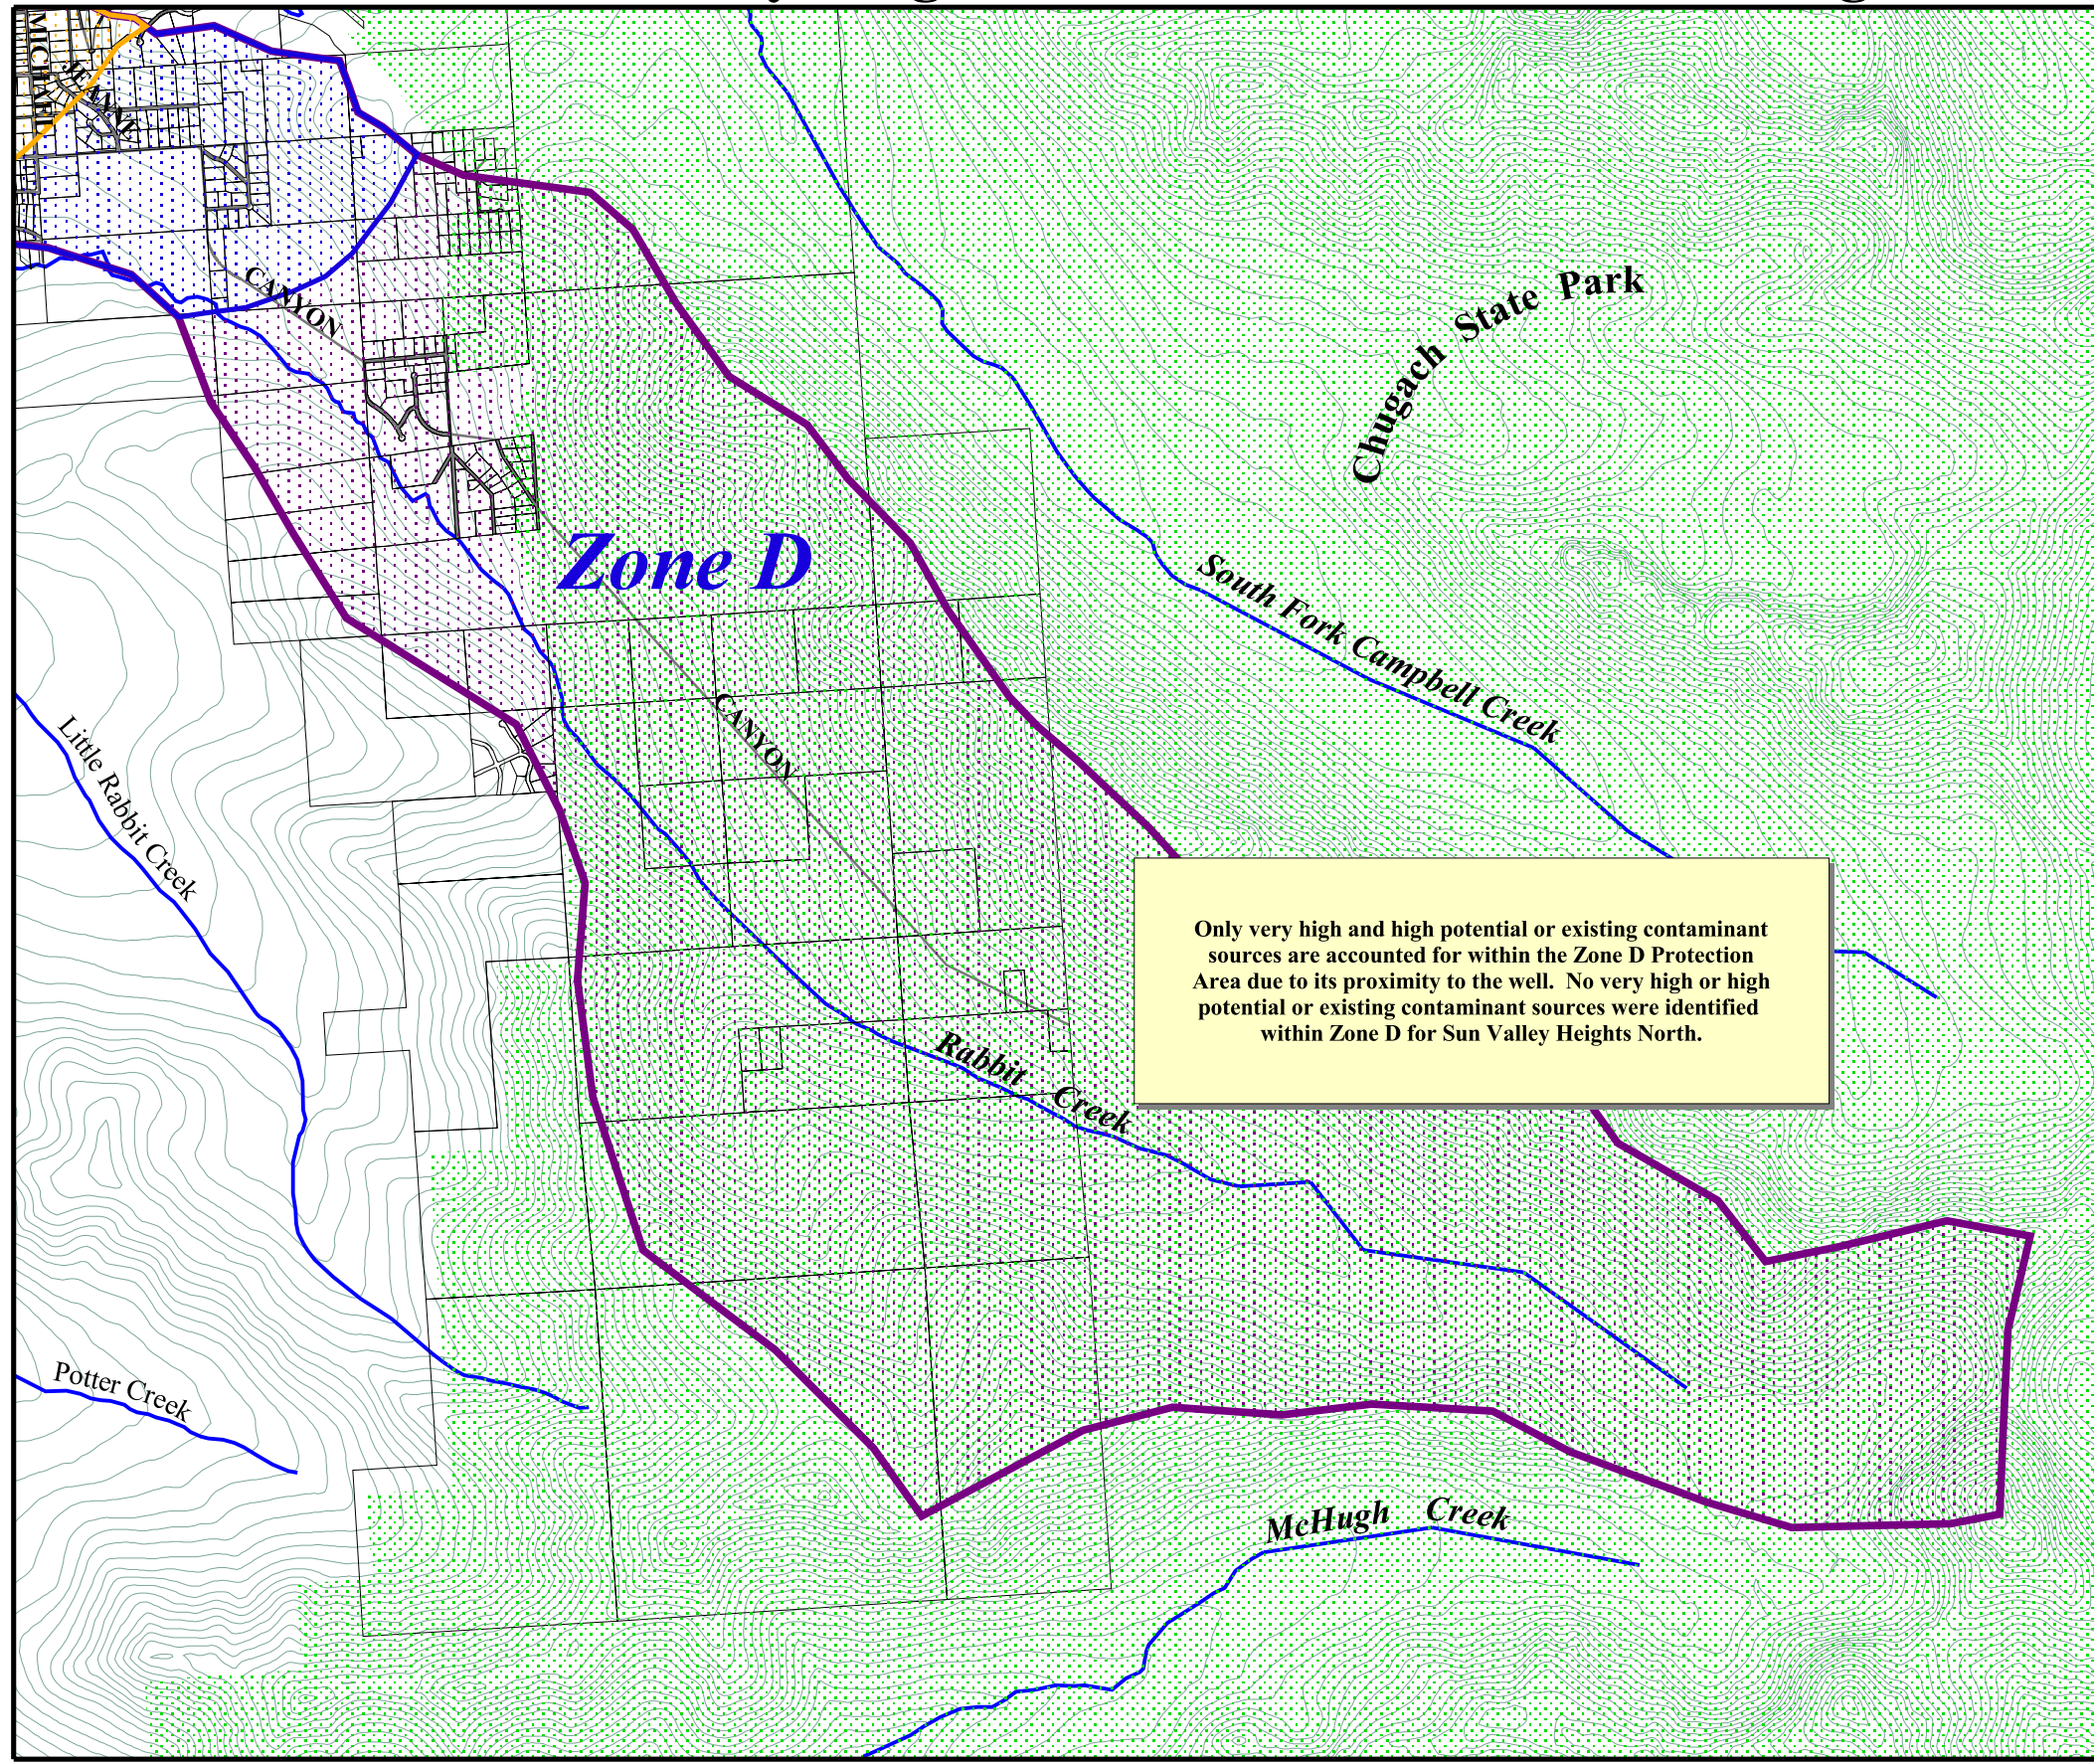 MICHAEL
JEANNE
CANYON
Chugach State Park
Zone D
South Fork Campbell Creek
Little Rabbit Creek
CANYON
Only very high and high potential or existing contaminant
sources are accounted for within the Zone D Protection
Area due to its proximity to the well. No very high or high
potential or existing contaminant sources were identified
within Zone D for Sun Valley Heights North.
Rabbit Creek
Potter Creek
McHugh Creek